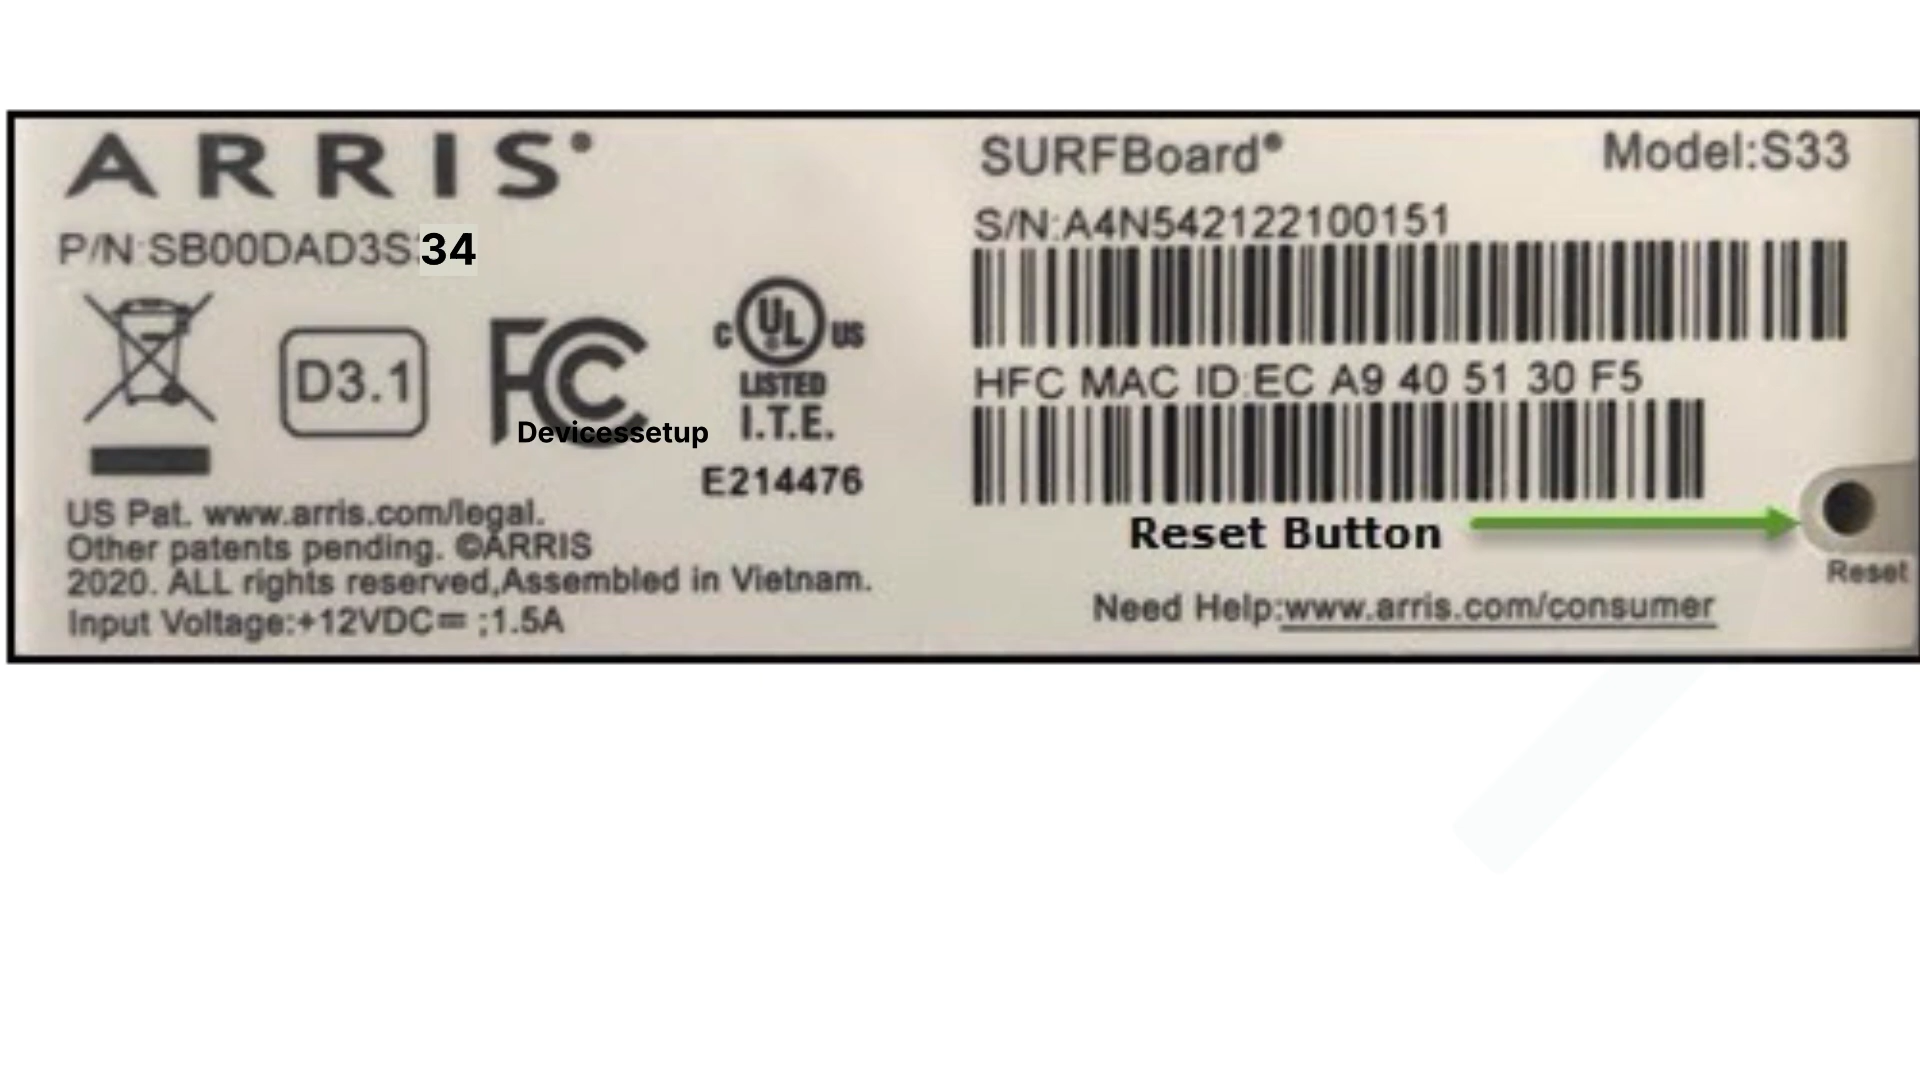 ARRIS®
P/N:SB00DAD3S34
D3.1
FC
C UL US
LISTED
I.T.E.
Devicessetup
E214476
US Pat. www.arris.com/legal.
Other patents pending. ©ARRIS
2020. ALL rights reserved,Assembled in Vietnam.
Input Voltage:+12VDC⎓ ;1.5A
SURFBoard®
Model:S33
S/N:A4N542122100151
HFC MAC ID:EC A9 40 51 30 F5
Reset Button
Reset
Need Help:www.arris.com/consumer